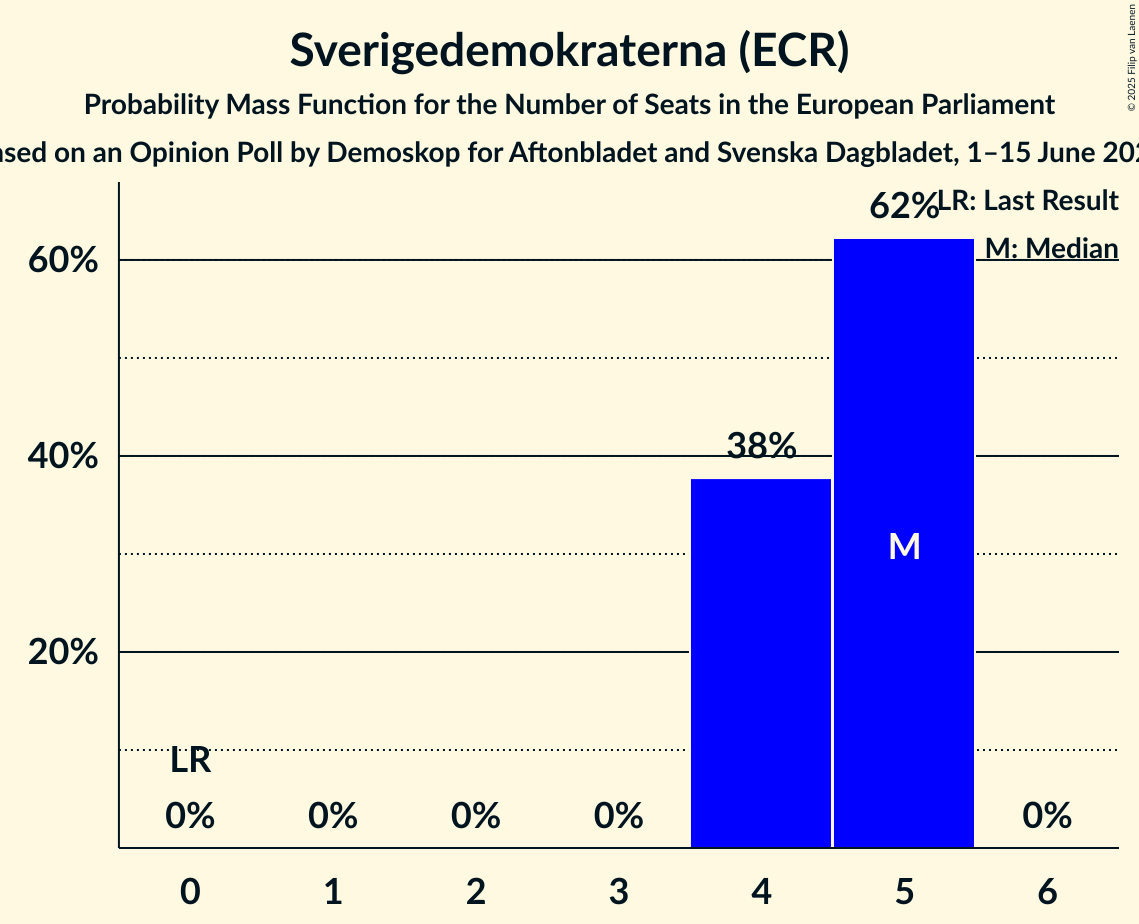 Sverigedemokraterna (ECR)
Probability Mass Function for the Number of Seats in the European Parliament
on an Opinion Poll by Demoskop for Aftonbladet and Svenska Dagbladet, 1–15 June
© 2025 Filip van Laenen
62%
LR: Last Result
M: Median
60%
38%
40%
M
20%
LR
0% 0% 0% 0% 0%
0 1 2 3 4 5 6